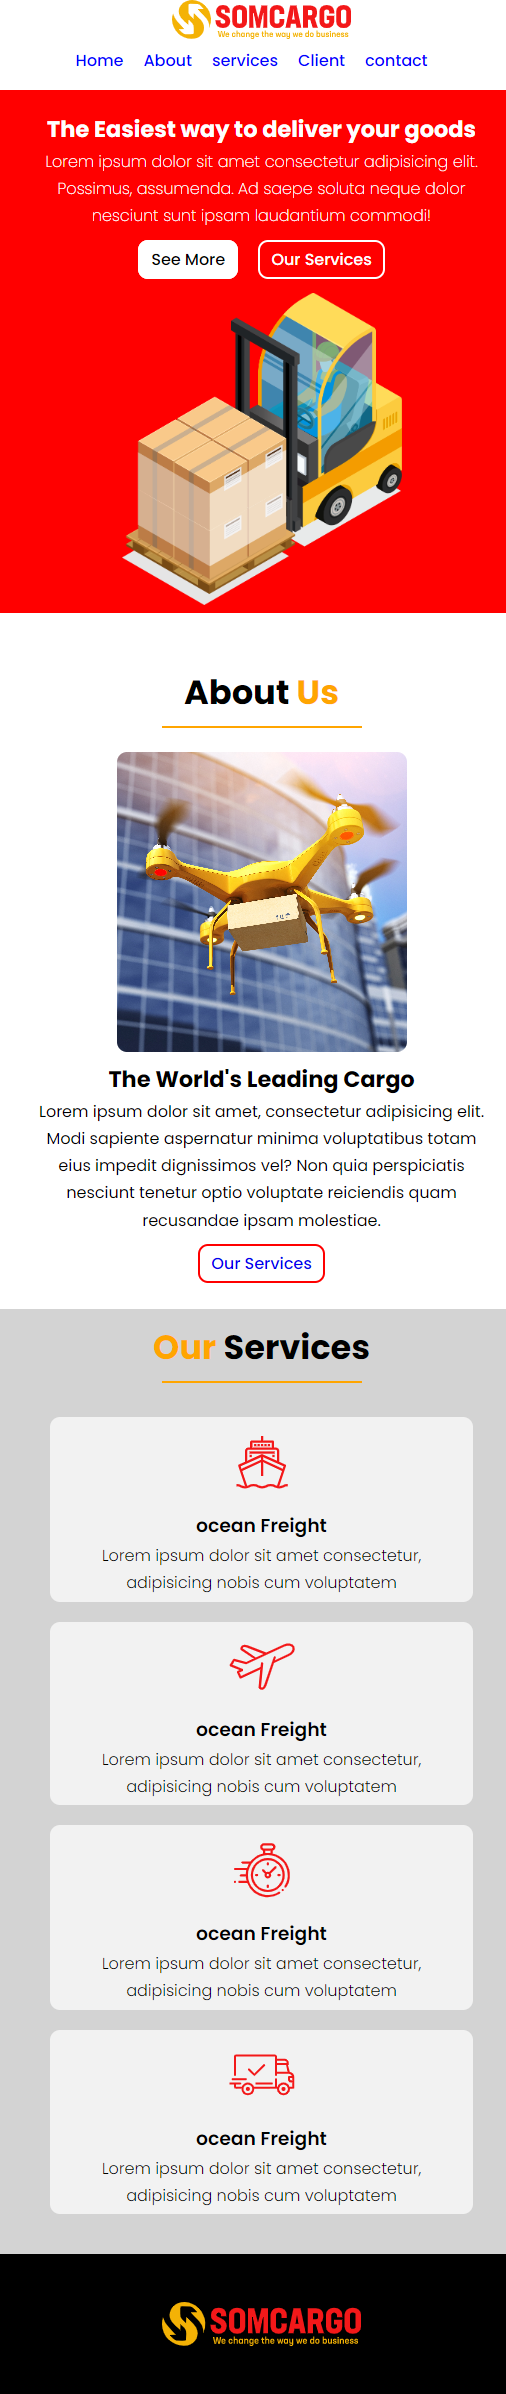 SOMCARGO
We change the way we do business
Home About services Client contact
The Easiest way to deliver your goods
Lorem ipsum dolor sit amet consectetur adipisicing elit.
Possimus, assumenda. Ad saepe soluta neque dolor
nesciunt sunt ipsam laudantium commodi!
See More Our Services
About Us
The World's Leading Cargo
Lorem ipsum dolor sit amet, consectetur adipisicing elit.
Modi sapiente aspernatur minima voluptatibus totam
eius impedit dignissimos vel? Non quia perspiciatis
nesciunt tenetur optio voluptate reiciendis quam
recusandae ipsam molestiae.
Our Services
Our Services
ocean Freight
Lorem ipsum dolor sit amet consectetur,
adipisicing nobis cum voluptatem
ocean Freight
Lorem ipsum dolor sit amet consectetur,
adipisicing nobis cum voluptatem
ocean Freight
Lorem ipsum dolor sit amet consectetur,
adipisicing nobis cum voluptatem
ocean Freight
Lorem ipsum dolor sit amet consectetur,
adipisicing nobis cum voluptatem
SOMCARGO
We change the way we do business